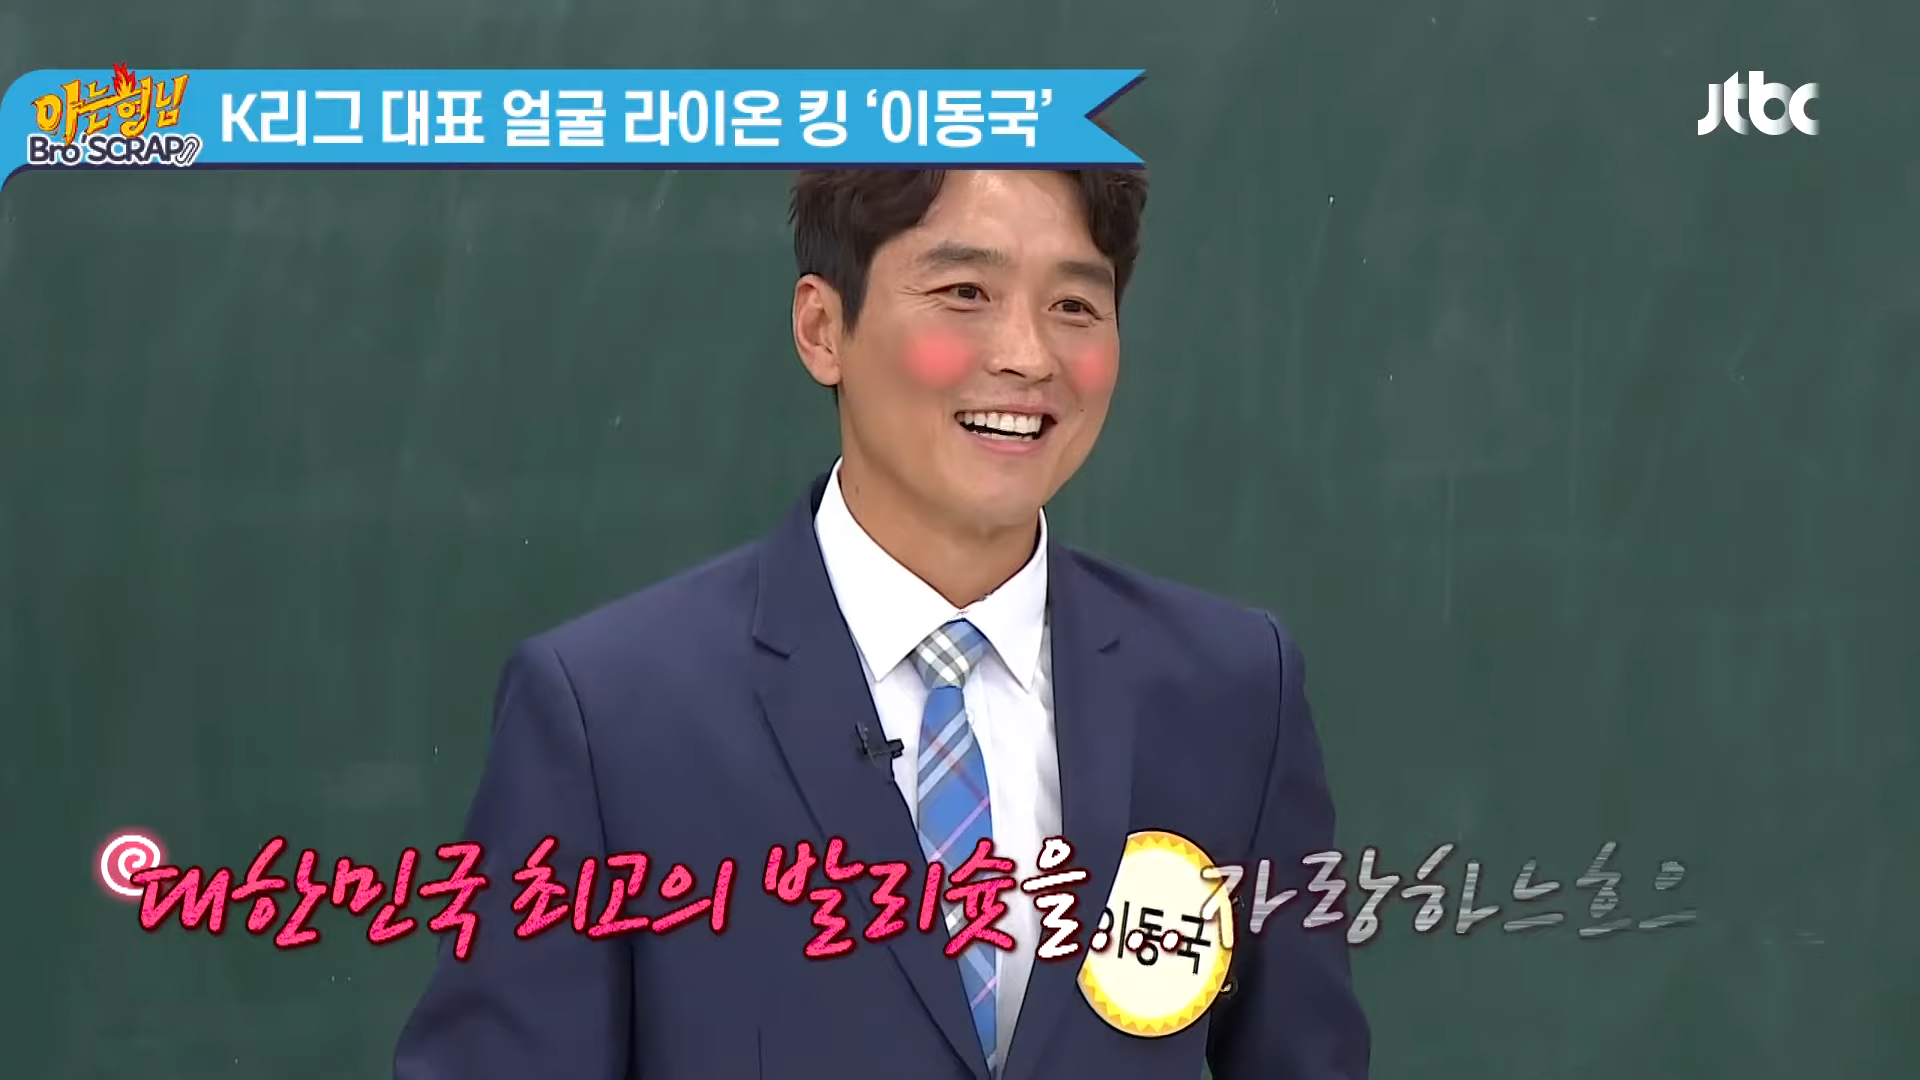 아는형님
Bro'SCRAP
K리그 대표 얼굴 라이온 킹 ‘이동국’
jtbc
대한민국 최고의 발리슛을... 자랑하는
이동국